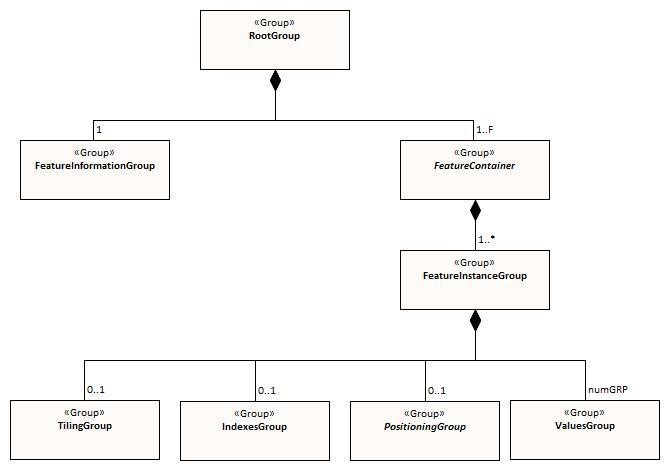 «Group»
RootGroup
1
1..F
«Group»
FeatureInformationGroup
«Group»
FeatureContainer
1..*
«Group»
FeatureInstanceGroup
0..1
0..1
0..1
numGRP
«Group»
TilingGroup
«Group»
IndexesGroup
«Group»
PositioningGroup
«Group»
ValuesGroup